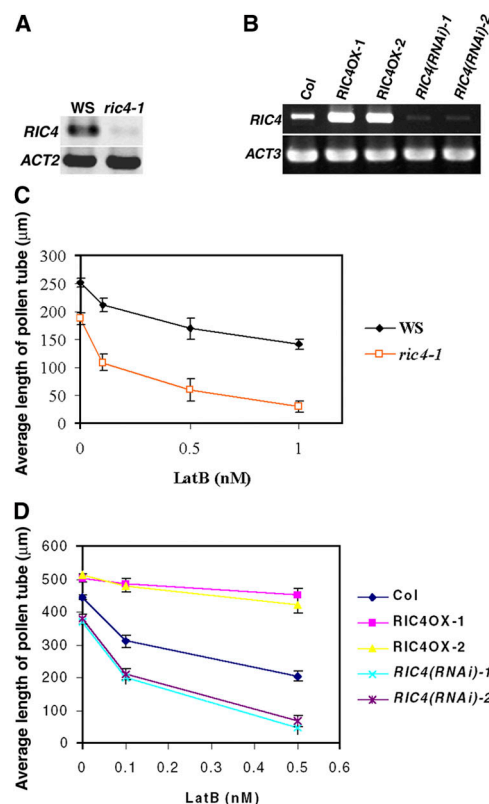 A
WS ric4-1
RIC4
ACT2
B
Col RIC4OX-1 RIC4OX-2 RIC4(RNAi)-1 RIC4(RNAi)-2
RIC4
ACT3
C
Average length of pollen tube (µm)
300
250
200
150
100
50
0
0 0.5 1
LatB (nM)
WS
ric4-1
D
Average length of pollen tube (µm)
600
500
400
300
200
100
0
0 0.1 0.2 0.3 0.4 0.5 0.6
LatB (nM)
Col
RIC4OX-1
RIC4OX-2
RIC4(RNAi)-1
RIC4(RNAi)-2